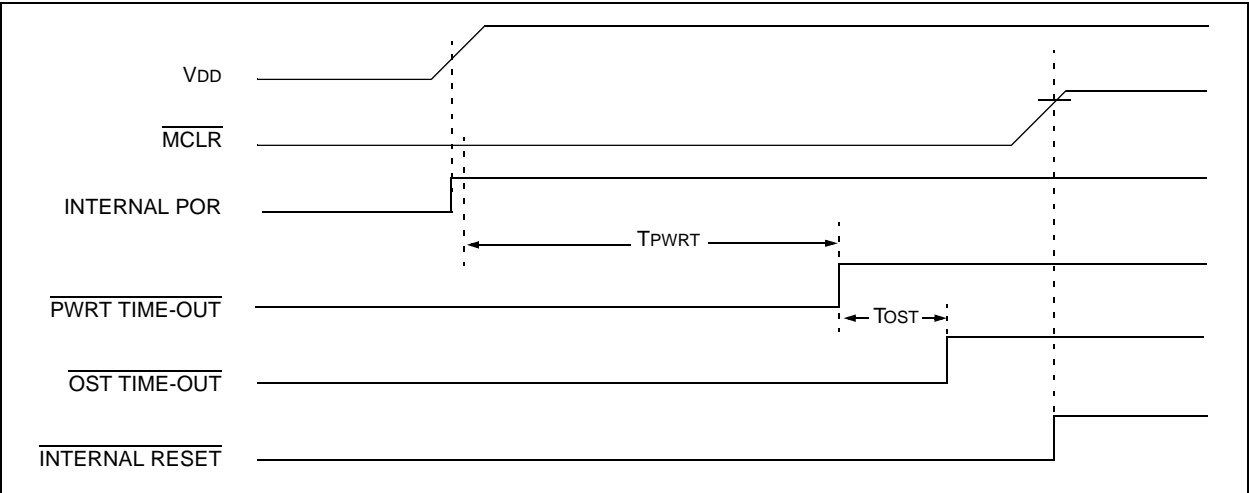 VDD
MCLR
INTERNAL POR
TPWRT
PWRT TIME-OUT
TOST
OST TIME-OUT
INTERNAL RESET